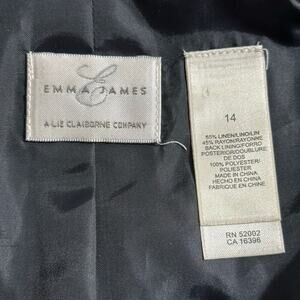 E
EMMA JAMES
A LIZ CLAIBORNE COMPANY
14
55% LINEN/LINO/LIN
45% RAYON/RAYONNE
BACK LINING/FORRO
POSTERIOR/DOUBLURE
DE DOS
100% POLYESTER/
POLIESTER
MADE IN CHINA
HECHO EN CHINA
FABRIQUE EN CHINE
RN 52002
CA 16396